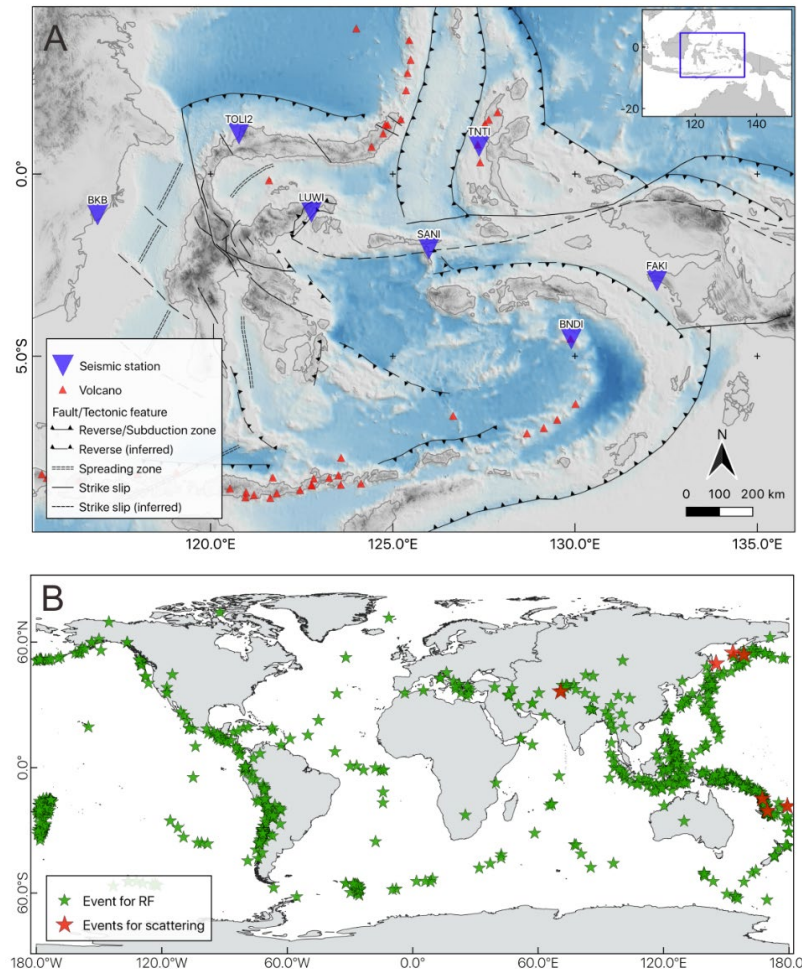 A
0
-20
120
140
TOLI2
TNTI
0.0°
BKB
LUWI
SANI
FAKI
BNDI
5.0°S
Seismic station
Volcano
Fault/Tectonic feature
Reverse/Subduction zone
Reverse (inferred)
Spreading zone
Strike slip
Strike slip (inferred)
N
0 100 200 km
120.0°E 125.0°E 130.0°E 135.0°E
B
60.0°N
0.0°
60.0°S
Event for RF
Events for scattering
180.0°W 120.0°W 60.0°W 0.0° 60.0°E 120.0°E 180.0°